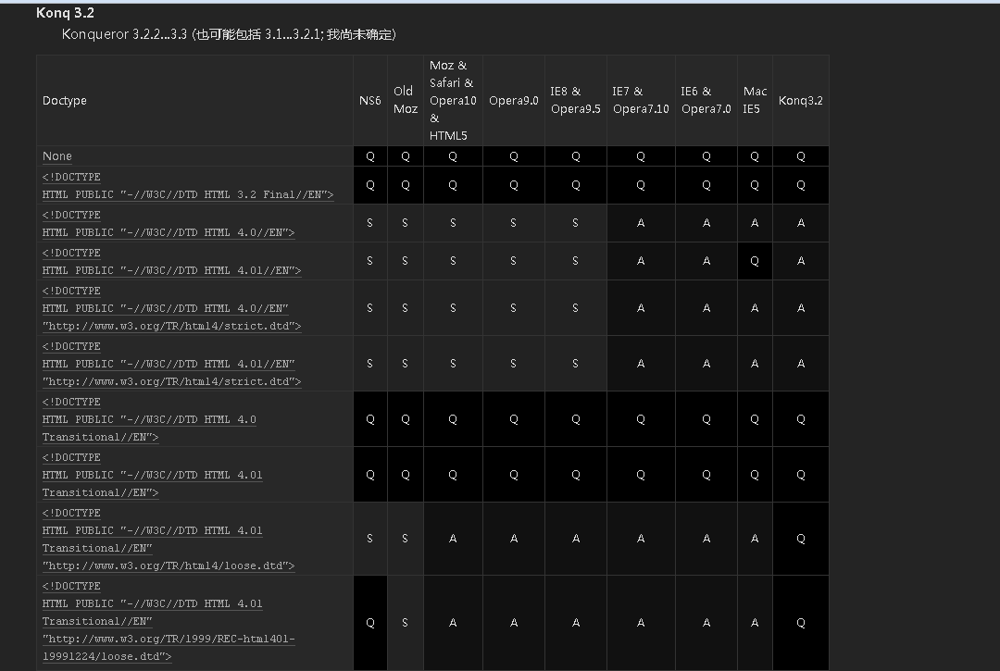 Konq 3.2
Konqueror 3.2.2…3.3 (也可能包括 3.1…3.2.1; 我尚未确定)
Doctype NS6 Old Moz Moz & Safari & Opera10 & HTML5 Opera9.0 IE8 & Opera9.5 IE7 & Opera7.10 IE6 & Opera7.0 Mac IE5 Konq3.2
None Q Q Q Q Q Q Q Q Q
<!DOCTYPE
HTML PUBLIC "-//W3C//DTD HTML 3.2 Final//EN"> Q Q Q Q Q Q Q Q Q
<!DOCTYPE
HTML PUBLIC "-//W3C//DTD HTML 4.0//EN"> S S S S S A A A A
<!DOCTYPE
HTML PUBLIC "-//W3C//DTD HTML 4.01//EN"> S S S S S A A Q A
<!DOCTYPE
HTML PUBLIC "-//W3C//DTD HTML 4.0//EN" S S S S S A A A A
"http://www.w3.org/TR/html4/strict.dtd">
<!DOCTYPE
HTML PUBLIC "-//W3C//DTD HTML 4.01//EN" S S S S S A A A A
"http://www.w3.org/TR/html4/strict.dtd">
<!DOCTYPE
HTML PUBLIC "-//W3C//DTD HTML 4.0 Q Q Q Q Q Q Q Q Q
Transitional//EN">
<!DOCTYPE
HTML PUBLIC "-//W3C//DTD HTML 4.01 Q Q Q Q Q Q Q Q Q
Transitional//EN">
<!DOCTYPE
HTML PUBLIC "-//W3C//DTD HTML 4.01 S S A A A A A A Q
Transitional//EN"
"http://www.w3.org/TR/html4/loose.dtd">
<!DOCTYPE
HTML PUBLIC "-//W3C//DTD HTML 4.01
Transitional//EN" Q S A A A A A A Q
"http://www.w3.org/TR/1999/REC-html401-
19991224/loose.dtd">